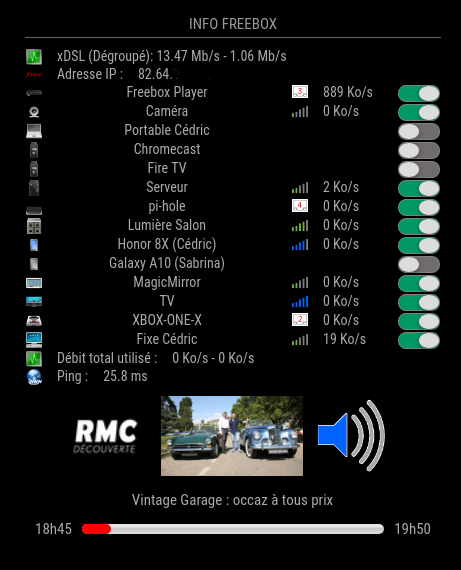 INFO FREEBOX
xDSL (Dégroupé): 13.47 Mb/s - 1.06 Mb/s
Adresse IP : 82.64.
Freebox Player 3 889 Ko/s
Caméra 0 Ko/s
Portable Cédric
Chromecast
Fire TV
Serveur 2 Ko/s
pi-hole 4 0 Ko/s
Lumière Salon 0 Ko/s
Honor 8X (Cédric) 0 Ko/s
Galaxy A10 (Sabrina)
MagicMirror 0 Ko/s
TV 0 Ko/s
XBOX-ONE-X 2 0 Ko/s
Fixe Cédric 19 Ko/s
Débit total utilisé : 0 Ko/s - 0 Ko/s
Ping : 25.8 ms
RMC
DÉCOUVERTE
Vintage Garage : occaz à tous prix
18h45 19h50